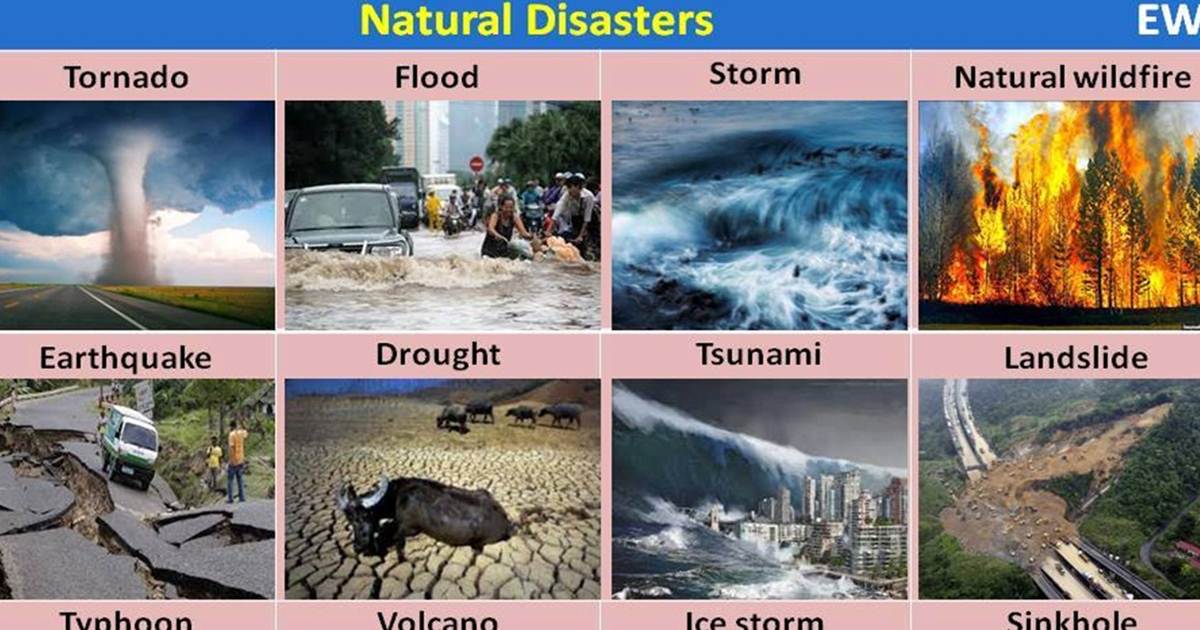 Natural Disasters EW
Tornado Flood Storm Natural wildfire
Earthquake Drought Tsunami Landslide
Typhoon Volcano Ice storm Sinkhole